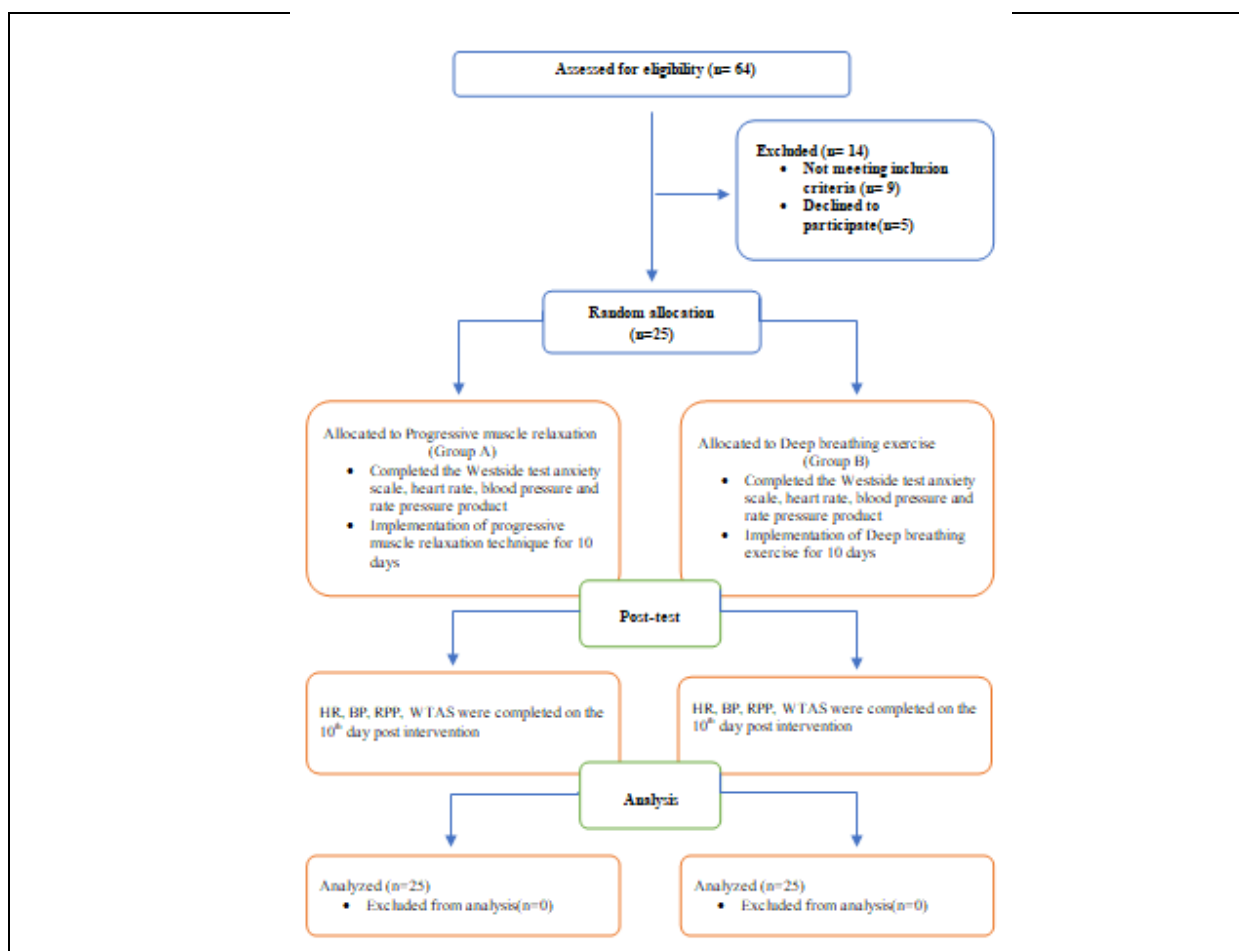 Assessed for eligibility (n= 64)
Excluded (n= 14)
• Not meeting inclusion
criteria (n= 9)
• Declined to
participate(n=5)
Random allocation
(n=25)
Allocated to Progressive muscle relaxation
(Group A)
• Completed the Westside test anxiety
scale, heart rate, blood pressure and
rate pressure product
• Implementation of progressive
muscle relaxation technique for 10
days
Allocated to Deep breathing exercise
(Group B)
• Completed the Westside test anxiety
scale, heart rate, blood pressure and
rate pressure product
• Implementation of Deep breathing
exercise for 10 days
Post-test
HR, BP, RPP, WTAS were completed on the
10th day post intervention
HR, BP, RPP, WTAS were completed on the
10th day post intervention
Analysis
Analyzed (n=25)
• Excluded from analysis(n=0)
Analyzed (n=25)
• Excluded from analysis(n=0)